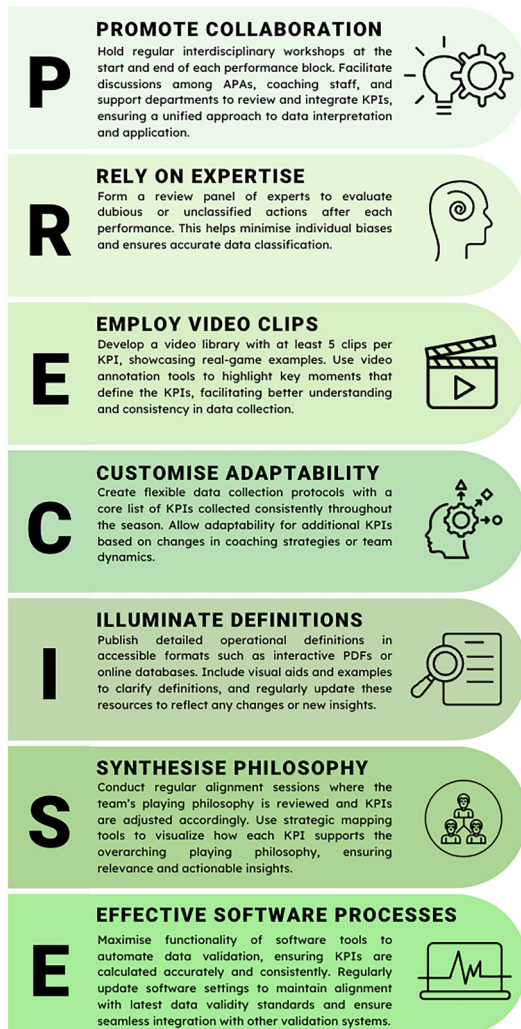 P
PROMOTE COLLABORATION
Hold regular interdisciplinary workshops at the
start and end of each performance block. Facilitate
discussions among APAs, coaching staff, and
support departments to review and integrate KPIs,
ensuring a unified approach to data interpretation
and application.
R
RELY ON EXPERTISE
Form a review panel of experts to evaluate
dubious or unclassified actions after each
performance. This helps minimise individual biases
and ensures accurate data classification.
E
EMPLOY VIDEO CLIPS
Develop a video library with at least 5 clips per
KPI, showcasing real-game examples. Use video
annotation tools to highlight key moments that
define the KPIs, facilitating better understanding
and consistency in data collection.
C
CUSTOMISE ADAPTABILITY
Create flexible data collection protocols with a
core list of KPIs collected consistently throughout
the season. Allow adaptability for additional KPIs
based on changes in coaching strategies or team
dynamics.
I
ILLUMINATE DEFINITIONS
Publish detailed operational definitions in
accessible formats such as interactive PDFs or
online databases. Include visual aids and examples
to clarify definitions, and regularly update these
resources to reflect any changes or new insights.
S
SYNTHESISE PHILOSOPHY
Conduct regular alignment sessions where the
team's playing philosophy is reviewed and KPIs
are adjusted accordingly. Use strategic mapping
tools to visualize how each KPI supports the
overarching playing philosophy, ensuring
relevance and actionable insights.
E
EFFECTIVE SOFTWARE PROCESSES
Maximise functionality of software tools to
automate data validation, ensuring KPIs are
calculated accurately and consistently. Regularly
update software settings to maintain alignment
with latest data validity standards and ensure
seamless integration with other validation systems.